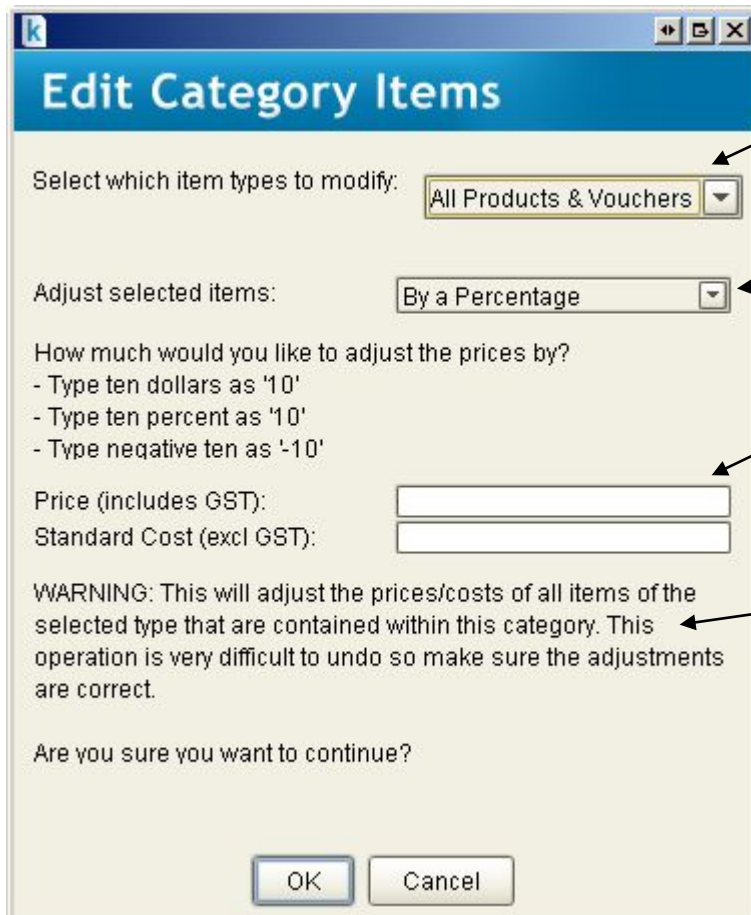 k
Edit Category Items
Select which item types to modify:
All Products & Vouchers
Adjust selected items:
By a Percentage
How much would you like to adjust the prices by?
- Type ten dollars as '10'
- Type ten percent as '10'
- Type negative ten as '-10'
Price (includes GST):
Standard Cost (excl GST):
WARNING: This will adjust the prices/costs of all items of the
selected type that are contained within this category. This
operation is very difficult to undo so make sure the adjustments
are correct.
Are you sure you want to continue?
OK
Cancel